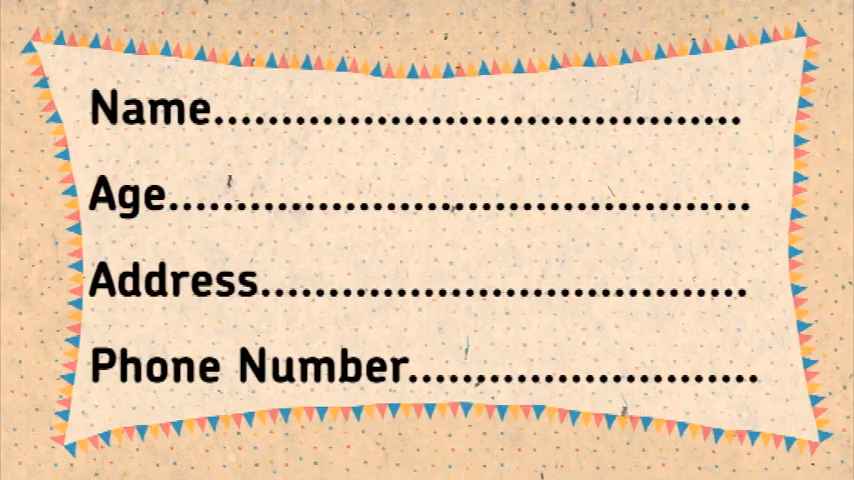 Name.......................................
Age...........................................
Address....................................
Phone Number..........................